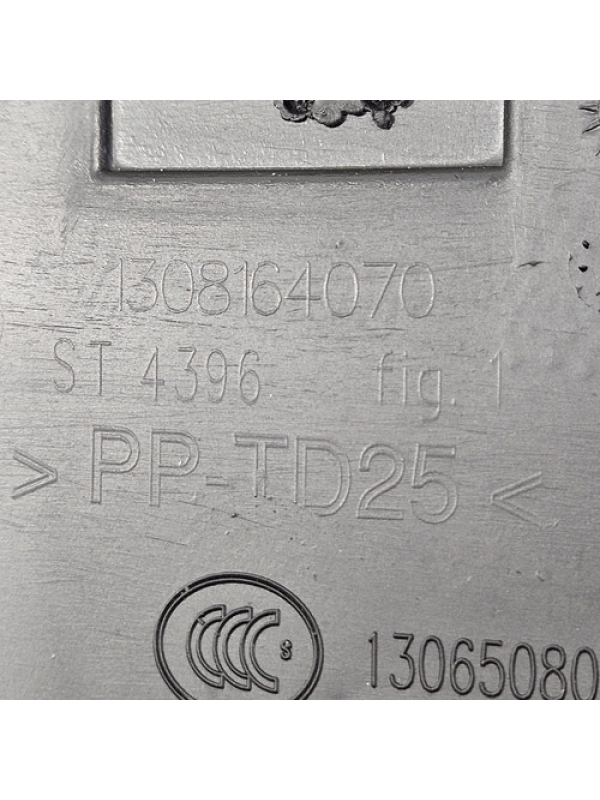 1308164070
ST 4396 fig. 1
> PP-TD25 <
CCC S 13065080